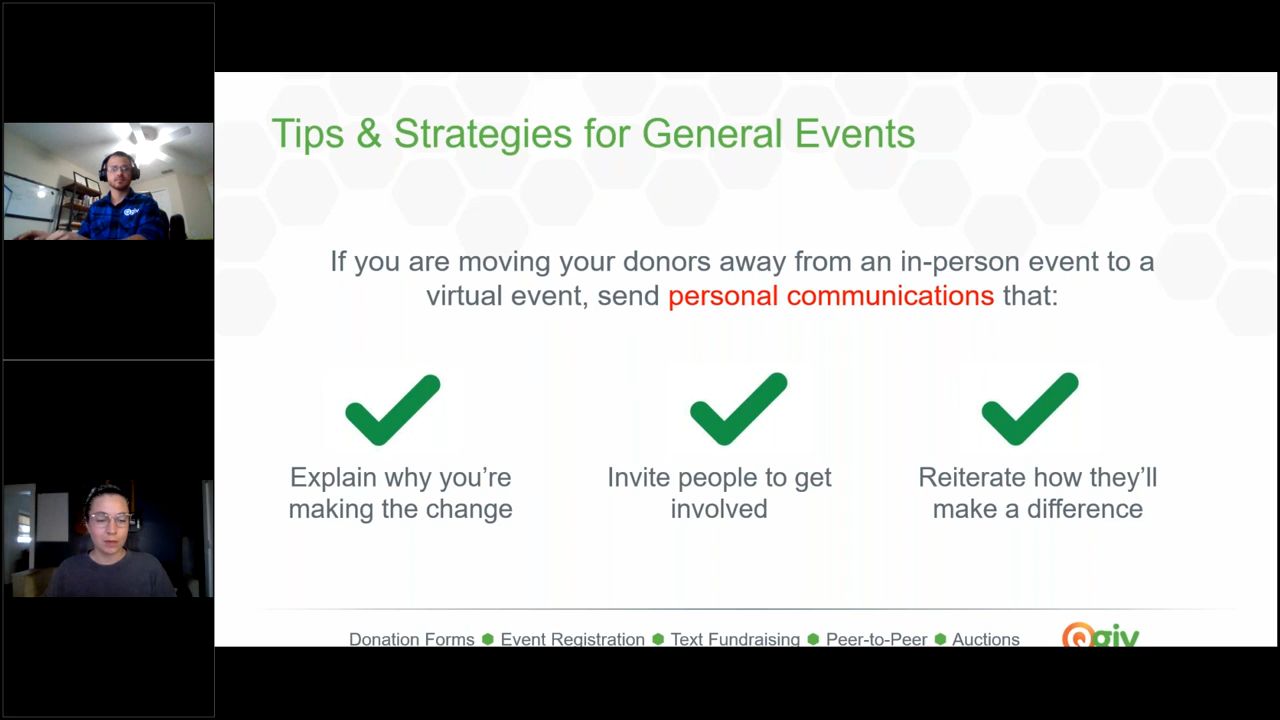 Tips & Strategies for General Events
If you are moving your donors away from an in-person event to a
virtual event, send personal communications that:
Explain why you're
making the change
Invite people to get
involved
Reiterate how they'll
make a difference
Donation Forms ⬢ Event Registration ⬢ Text Fundraising ⬢ Peer-to-Peer ⬢ Auctions
Qgiv
Qgiv